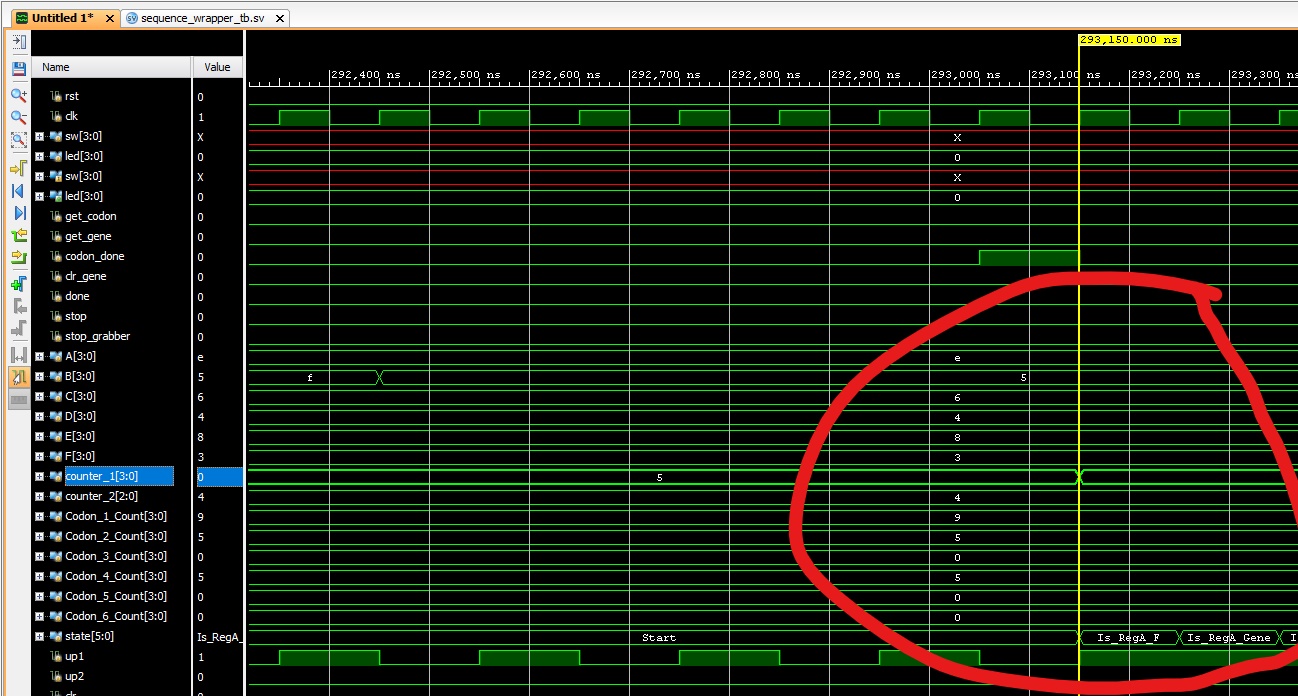 Untitled 1* sequence_wrapper_tb.sv
293,150.000 ns
Name Value
292,400 ns 292,500 ns 292,600 ns 292,700 ns 292,800 ns 292,900 ns 293,000 ns 293,100 293,200 ns 293,300 ns
rst 0
clk 1
sw[3:0] X X
led[3:0] 0 0
sw[3:0] X X
led[3:0] 0 0
get_codon 0
get_gene 0
codon_done 0
clr_gene 0
done 0
stop 0
stop_grabber 0
A[3:0] e e
B[3:0] 5 f 5
C[3:0] 6 6
D[3:0] 4 4
E[3:0] 8 8
F[3:0] 3 3
counter_1[3:0] 0 5
counter_2[2:0] 4 4
Codon_1_Count[3:0] 9 9
Codon_2_Count[3:0] 5 5
Codon_3_Count[3:0] 0 0
Codon_4_Count[3:0] 5 5
Codon_5_Count[3:0] 0 0
Codon_6_Count[3:0] 0 0
state[5:0] Is_RegA_ Start Is_RegA_F Is_RegA_Gene I
up1 1
up2 0